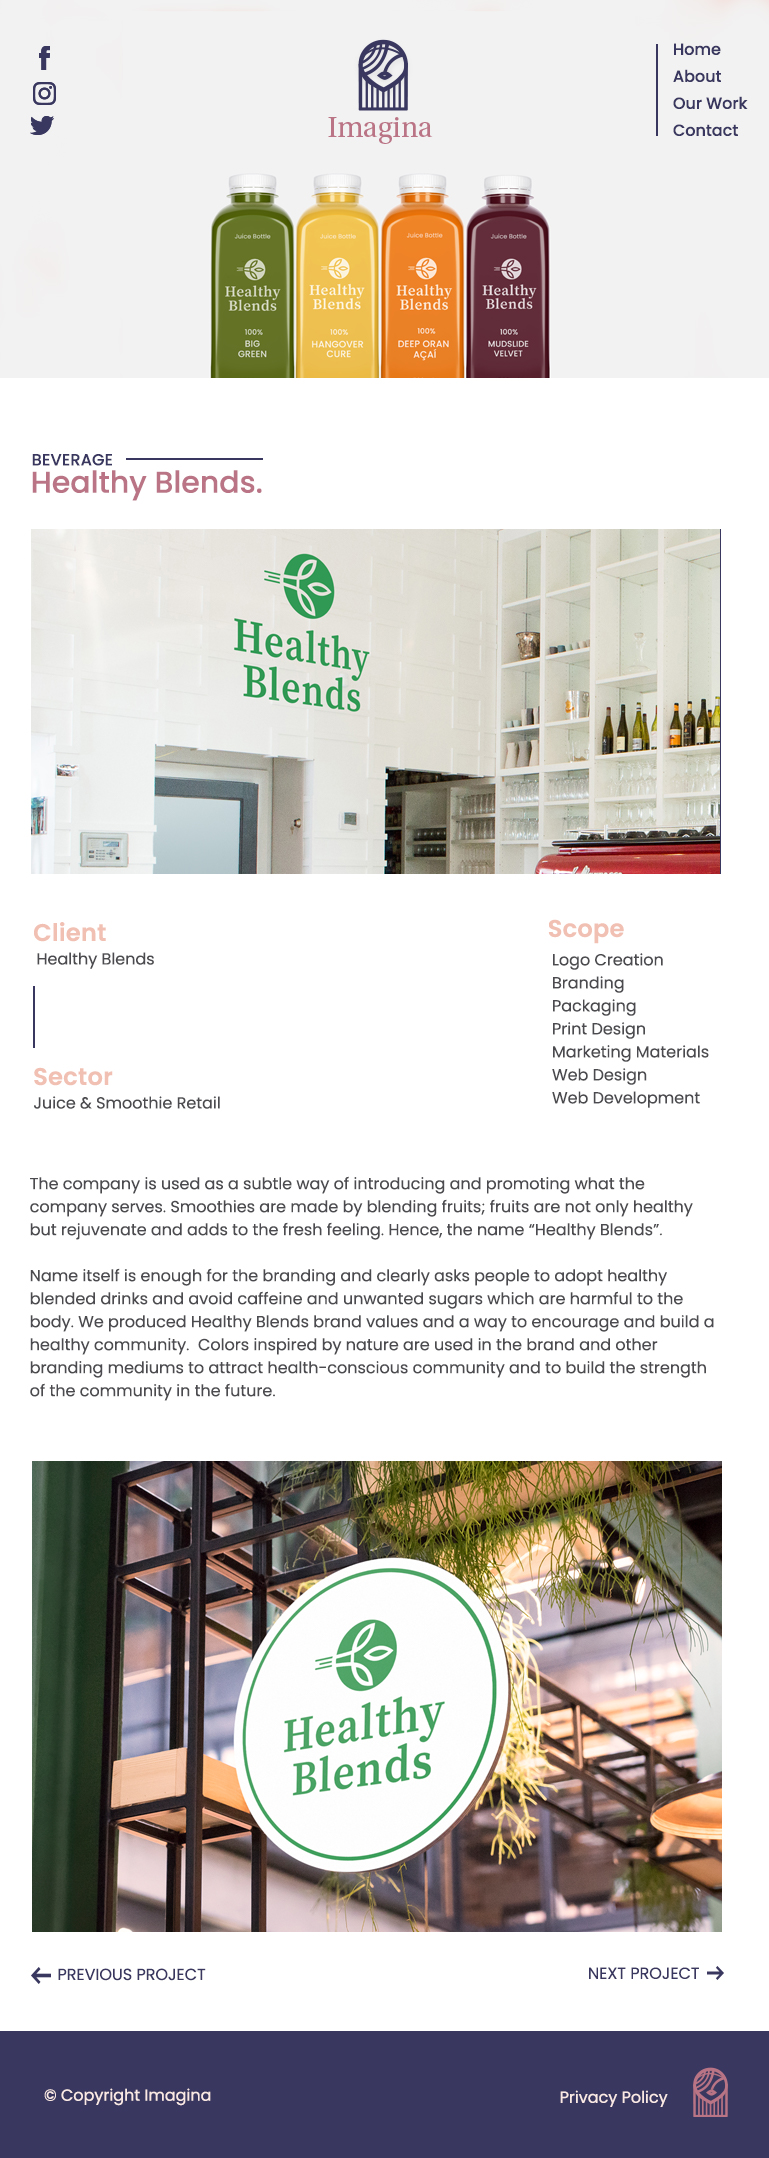 Home
About
Our Work
Contact
Imagina
Juice Bottle
Healthy
Blends
100%
BIG
GREEN
Juice Bottle
Healthy
Blends
100%
HANGOVER
CURE
Juice Bottle
Healthy
Blends
100%
DEEP ORAN
AÇAÍ
Juice Bottle
Healthy
Blends
100%
MUDSLIDE
VELVET
BEVERAGE
Healthy Blends.
Healthy
Blends
Client
Healthy Blends
Sector
Juice & Smoothie Retail
Scope
Logo Creation
Branding
Packaging
Print Design
Marketing Materials
Web Design
Web Development
The company is used as a subtle way of introducing and promoting what the
company serves. Smoothies are made by blending fruits; fruits are not only healthy
but rejuvenate and adds to the fresh feeling. Hence, the name “Healthy Blends”.
Name itself is enough for the branding and clearly asks people to adopt healthy
blended drinks and avoid caffeine and unwanted sugars which are harmful to the
body. We produced Healthy Blends brand values and a way to encourage and build a
healthy community.  Colors inspired by nature are used in the brand and other
branding mediums to attract health-conscious community and to build the strength
of the community in the future.
Healthy
Blends
PREVIOUS PROJECT
NEXT PROJECT
© Copyright Imagina
Privacy Policy